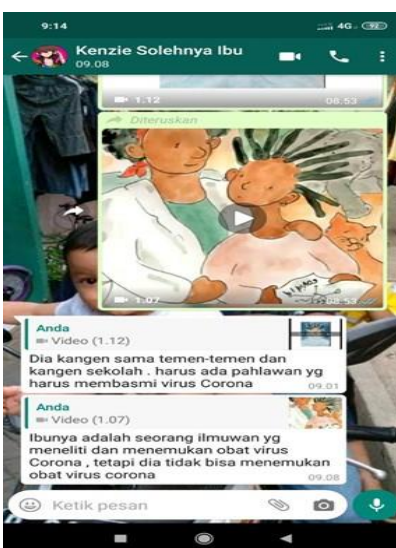 9:14
4G
92
Kenzie Solehnya Ibu
09.08
1.12
08.53
Diteruskan
1.07
08.53
Anda
Video (1.12)
Dia kangen sama temen-temen dan
kangen sekolah . harus ada pahlawan yg
harus membasmi virus Corona
09.01
Anda
Video (1.07)
Ibunya adalah seorang ilmuwan yg
meneliti dan menemukan obat virus
Corona , tetapi dia tidak bisa menemukan
obat virus corona
09.08
Ketik pesan